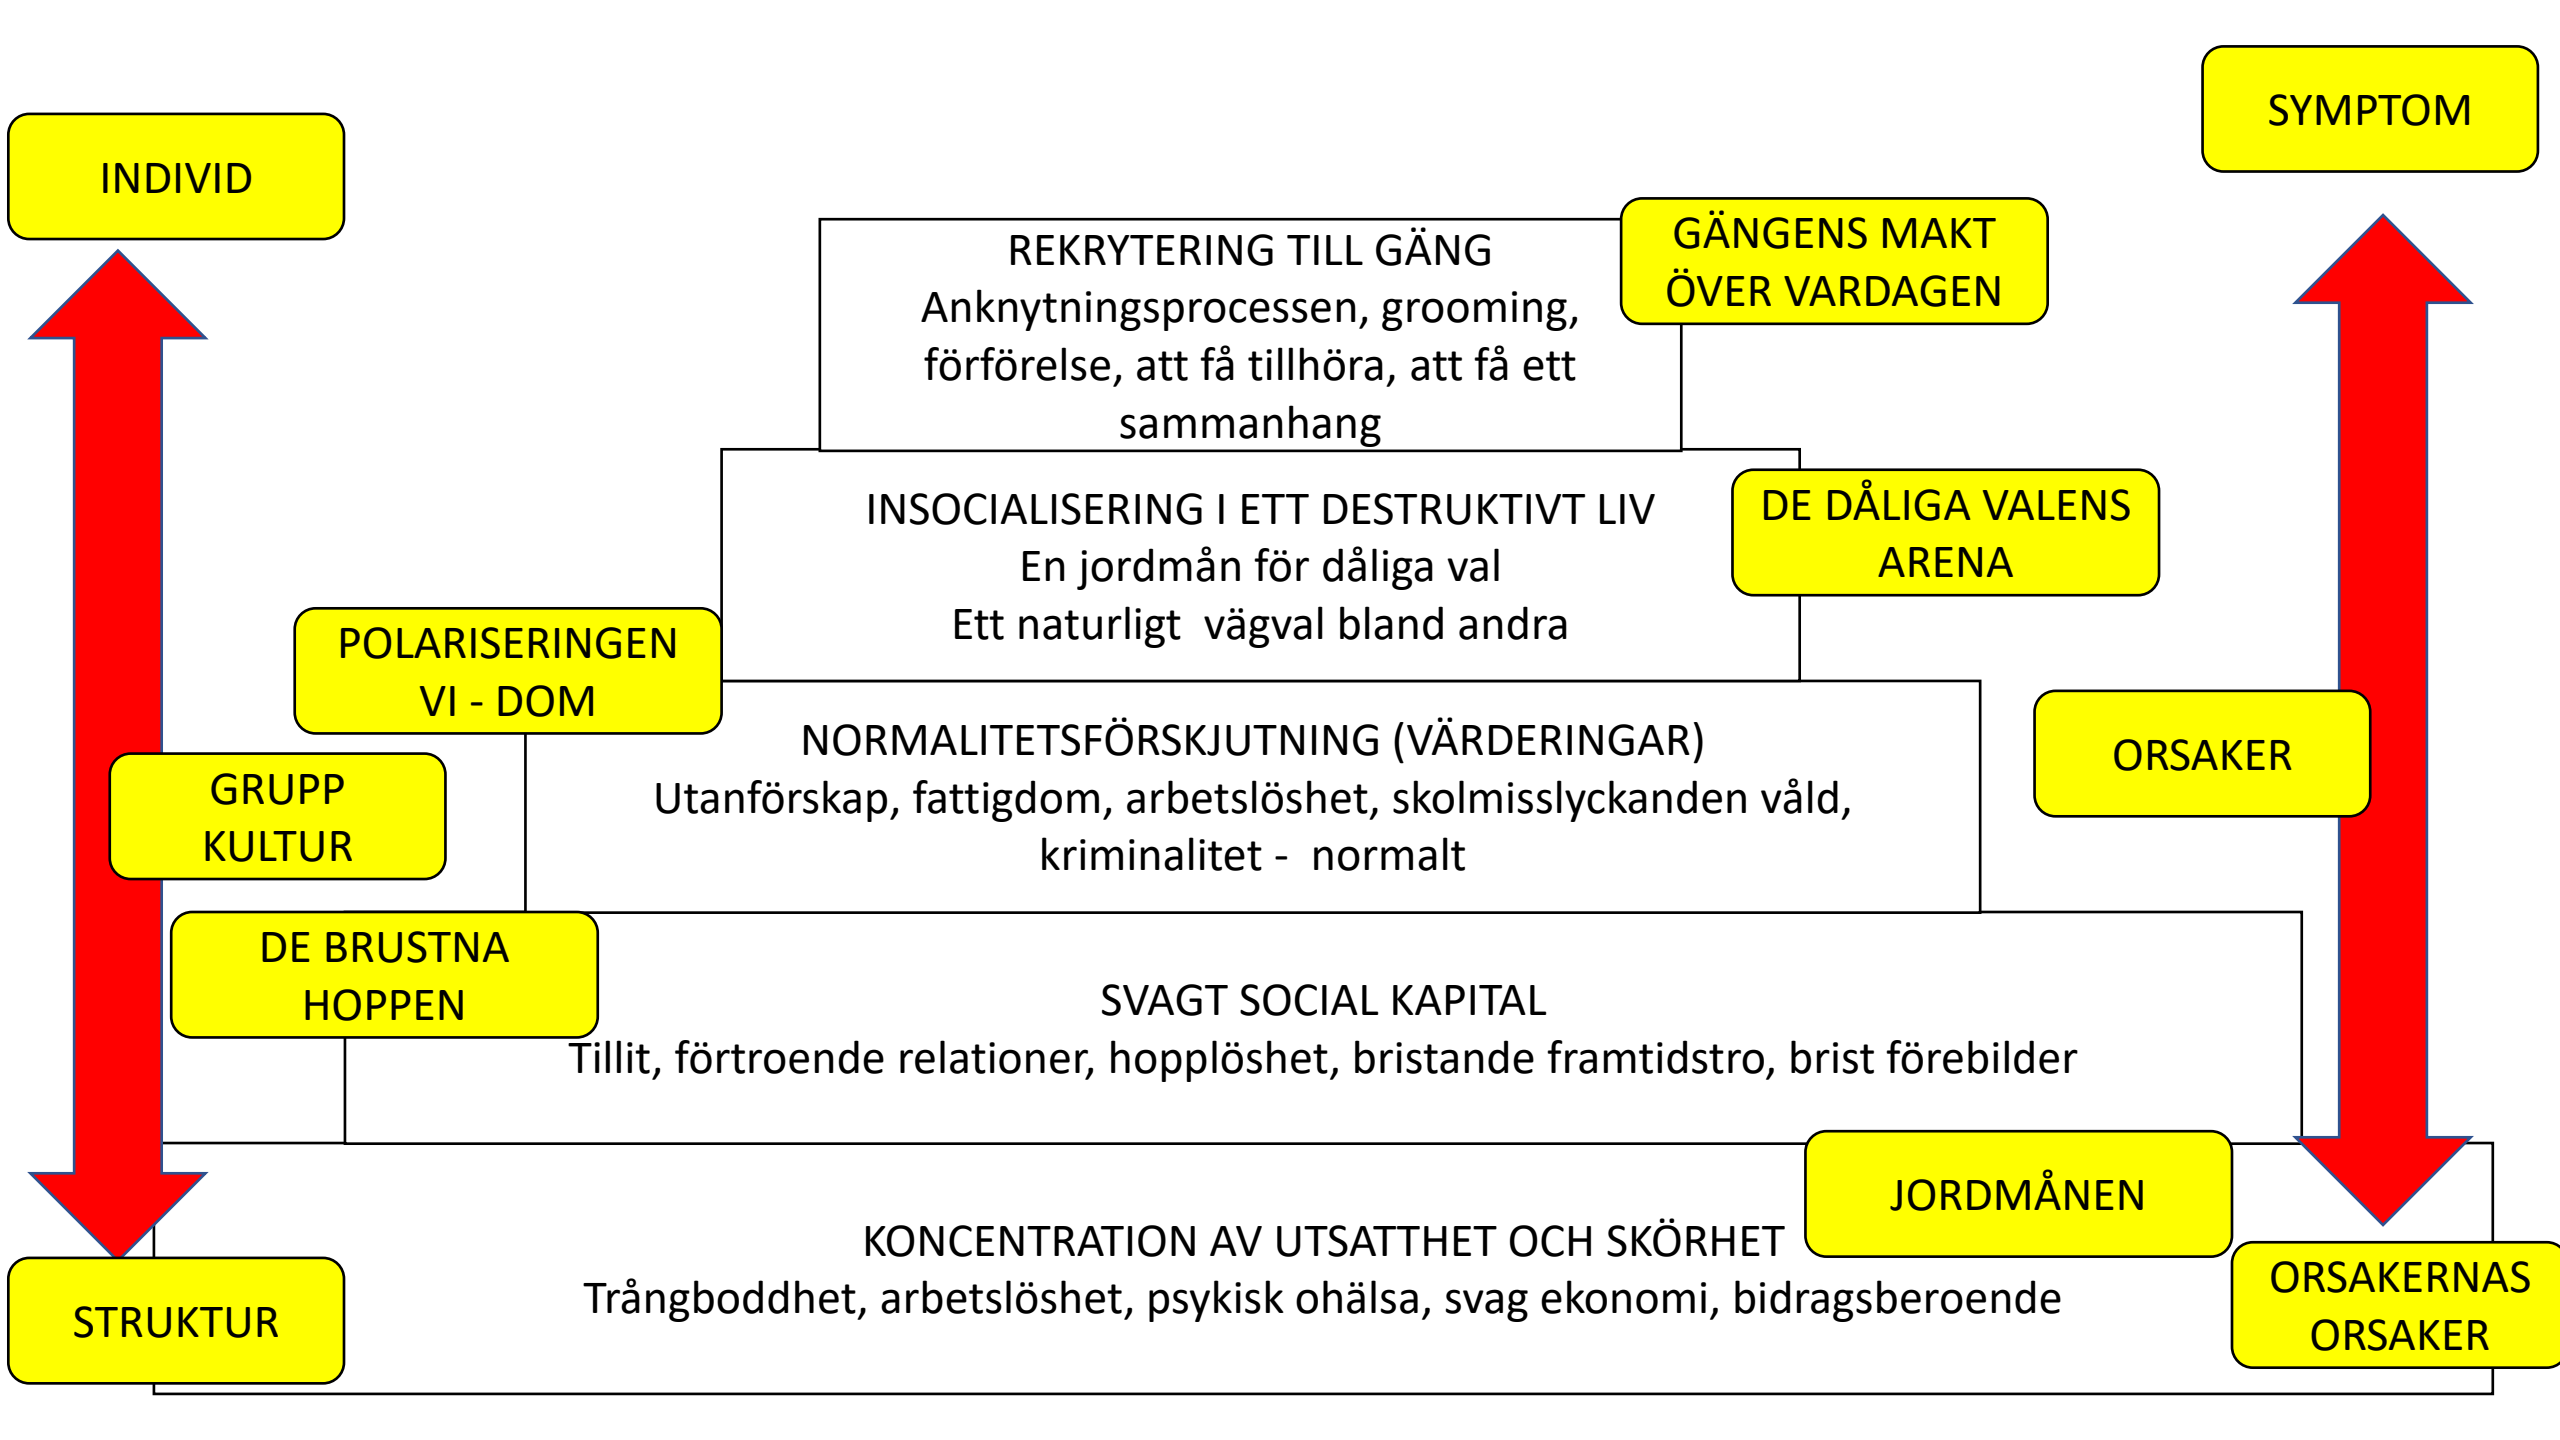 SYMPTOM
INDIVID
REKRYTERING TILL GÄNG
Anknytningsprocessen, grooming,
förförelse, att få tillhöra, att få ett
sammanhang
GÄNGENS MAKT
ÖVER VARDAGEN
INSOCIALISERING I ETT DESTRUKTIVT LIV
En jordmån för dåliga val
Ett naturligt  vägval bland andra
DE DÅLIGA VALENS
ARENA
POLARISERINGEN
VI - DOM
NORMALITETSFÖRSKJUTNING (VÄRDERINGAR)
Utanförskap, fattigdom, arbetslöshet, skolmisslyckanden våld,
kriminalitet -  normalt
ORSAKER
GRUPP
KULTUR
DE BRUSTNA
HOPPEN
SVAGT SOCIAL KAPITAL
Tillit, förtroende relationer, hopplöshet, bristande framtidstro, brist förebilder
JORDMÅNEN
KONCENTRATION AV UTSATTHET OCH SKÖRHET
Trångboddhet, arbetslöshet, psykisk ohälsa, svag ekonomi, bidragsberoende
STRUKTUR
ORSAKERNAS
ORSAKER